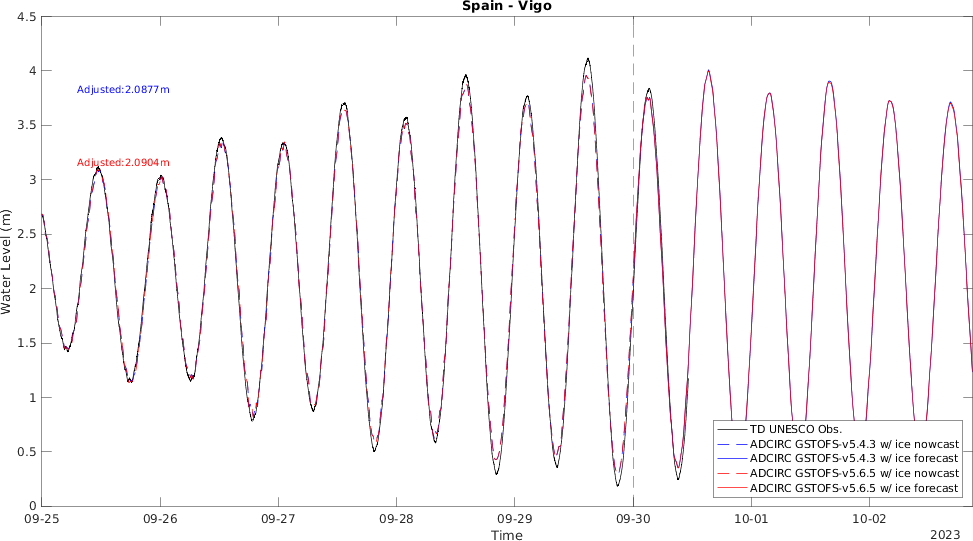 Spain - Vigo
4.5
4
3.5
3
2.5
2
1.5
1
0.5
0
Water Level (m)
Adjusted:2.0877m
Adjusted:2.0904m
TD UNESCO Obs.
ADCIRC GSTOFS-v5.4.3 w/ ice nowcast
ADCIRC GSTOFS-v5.4.3 w/ ice forecast
ADCIRC GSTOFS-v5.6.5 w/ ice nowcast
ADCIRC GSTOFS-v5.6.5 w/ ice forecast
09-25 09-26 09-27 09-28 09-29 09-30 10-01 10-02
Time
2023